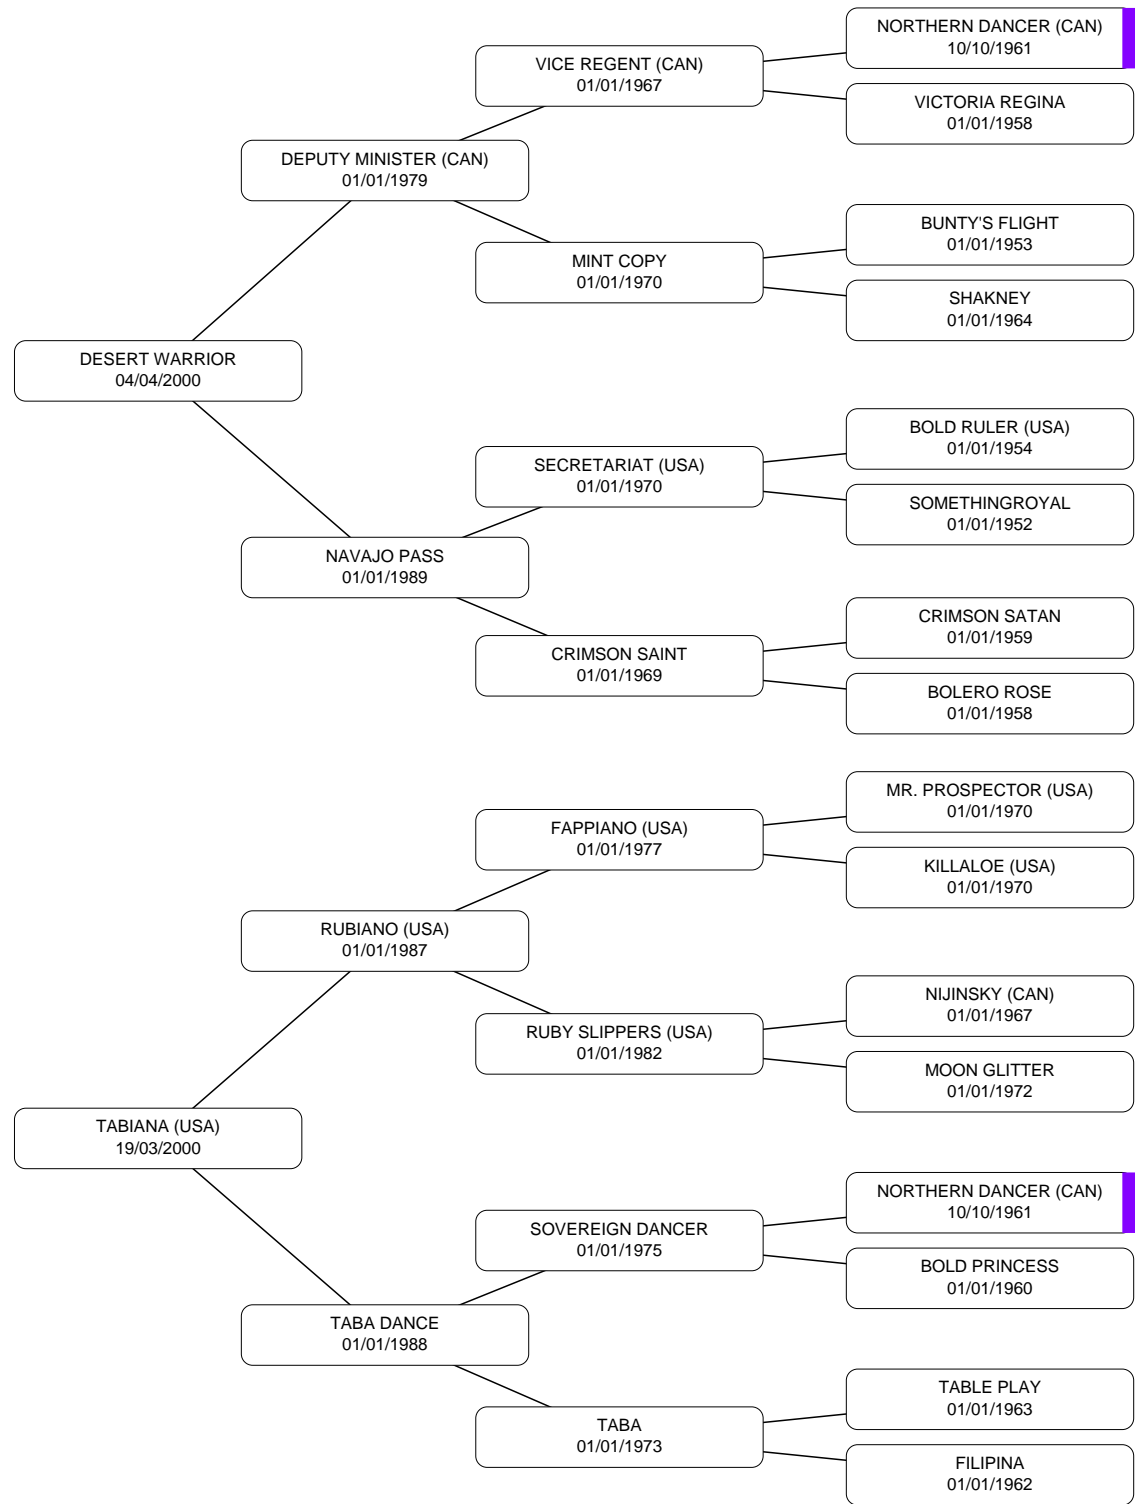 NORTHERN DANCER (CAN)
10/10/1961
VICE REGENT (CAN)
01/01/1967
VICTORIA REGINA
01/01/1958
DEPUTY MINISTER (CAN)
01/01/1979
BUNTY'S FLIGHT
01/01/1953
MINT COPY
01/01/1970
SHAKNEY
01/01/1964
DESERT WARRIOR
04/04/2000
BOLD RULER (USA)
01/01/1954
SECRETARIAT (USA)
01/01/1970
SOMETHINGROYAL
01/01/1952
NAVAJO PASS
01/01/1989
CRIMSON SATAN
01/01/1959
CRIMSON SAINT
01/01/1969
BOLERO ROSE
01/01/1958
MR. PROSPECTOR (USA)
01/01/1970
FAPPIANO (USA)
01/01/1977
KILLALOE (USA)
01/01/1970
RUBIANO (USA)
01/01/1987
NIJINSKY (CAN)
01/01/1967
RUBY SLIPPERS (USA)
01/01/1982
MOON GLITTER
01/01/1972
TABIANA (USA)
19/03/2000
NORTHERN DANCER (CAN)
10/10/1961
SOVEREIGN DANCER
01/01/1975
BOLD PRINCESS
01/01/1960
TABA DANCE
01/01/1988
TABLE PLAY
01/01/1963
TABA
01/01/1973
FILIPINA
01/01/1962